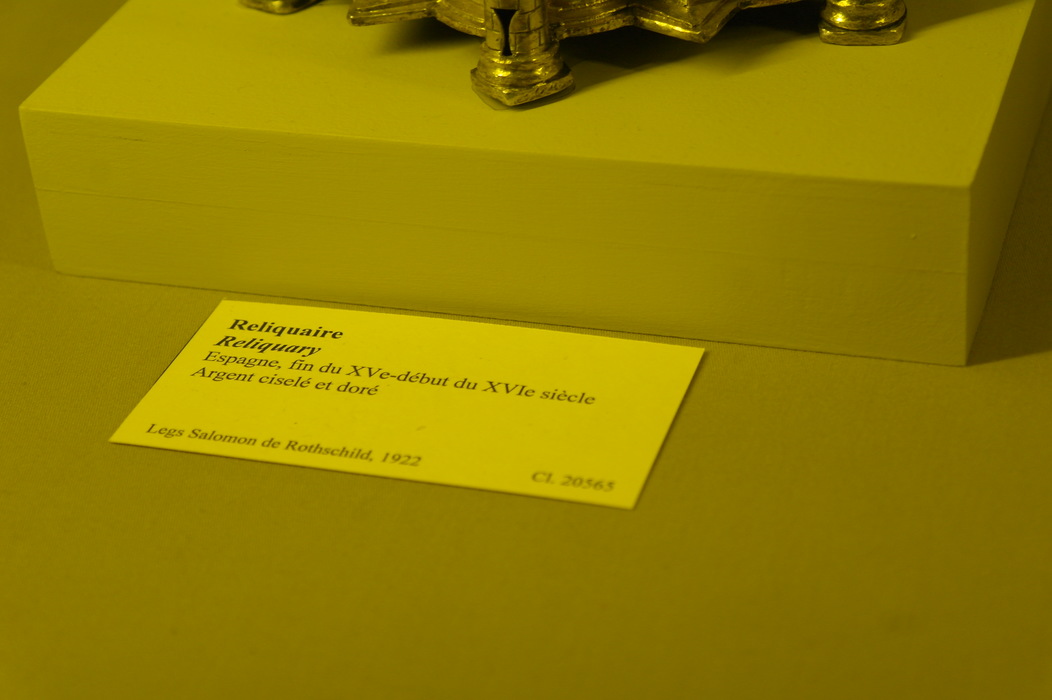 Reliquaire
Reliquary
Espagne, fin du XVe-début du XVIe siècle
Argent ciselé et doré
Legs Salomon de Rothschild, 1922
Cl. 20565